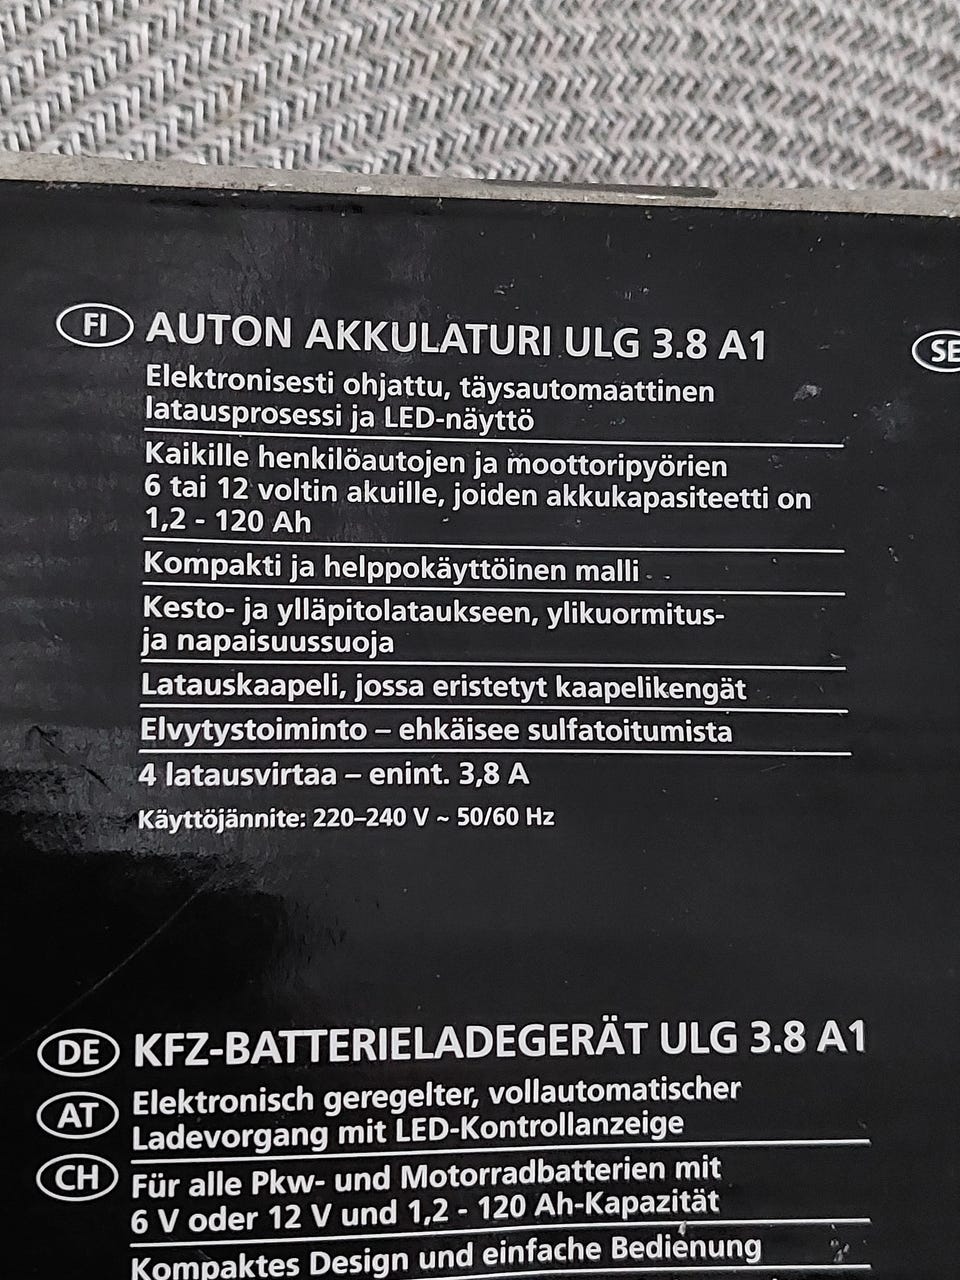 FI AUTON AKKULATURI ULG 3.8 A1
Elektronisesti ohjattu, täysautomaattinen
latausprosessi ja LED-näyttö
Kaikille henkilöautojen ja moottoripyörien
6 tai 12 voltin akuille, joiden akkukapasiteetti on
1,2 - 120 Ah
Kompakti ja helppokäyttöinen malli
Kesto- ja ylläpitolataukseen, ylikuormitus-
ja napaisuussuoja
Latauskaapeli, jossa eristetyt kaapelikengät
Elvytystoiminto – ehkäisee sulfatoitumista
4 latausvirtaa – enint. 3,8 A
Käyttöjännite: 220–240 V ~ 50/60 Hz
SE
DE KFZ-BATTERIELADEGERÄT ULG 3.8 A1
AT Elektronisch geregelter, vollautomatischer
Ladevorgang mit LED-Kontrollanzeige
CH Für alle Pkw- und Motorradbatterien mit
6 V oder 12 V und 1,2 - 120 Ah-Kapazität
Kompaktes Design und einfache Bedienung